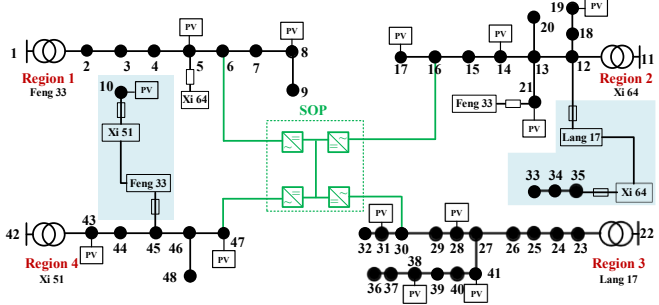 PV
PV
PV
19
20
18
1
2
3
4
5
6
7
8
9
PV
PV
17
16
15
14
13
12
11
Region 1
Feng 33
Region 2
Xi 64
10
PV
Xi 64
21
Feng 33
PV
SOP
Xi 51
Lang 17
Feng 33
33
34
35
Xi 64
42
43
44
45
46
47
PV
PV
48
Region 4
Xi 51
PV
PV
32
31
30
29
28
27
26
25
24
23
22
Region 3
Lang 17
38
36
37
39
40
41
PV
PV